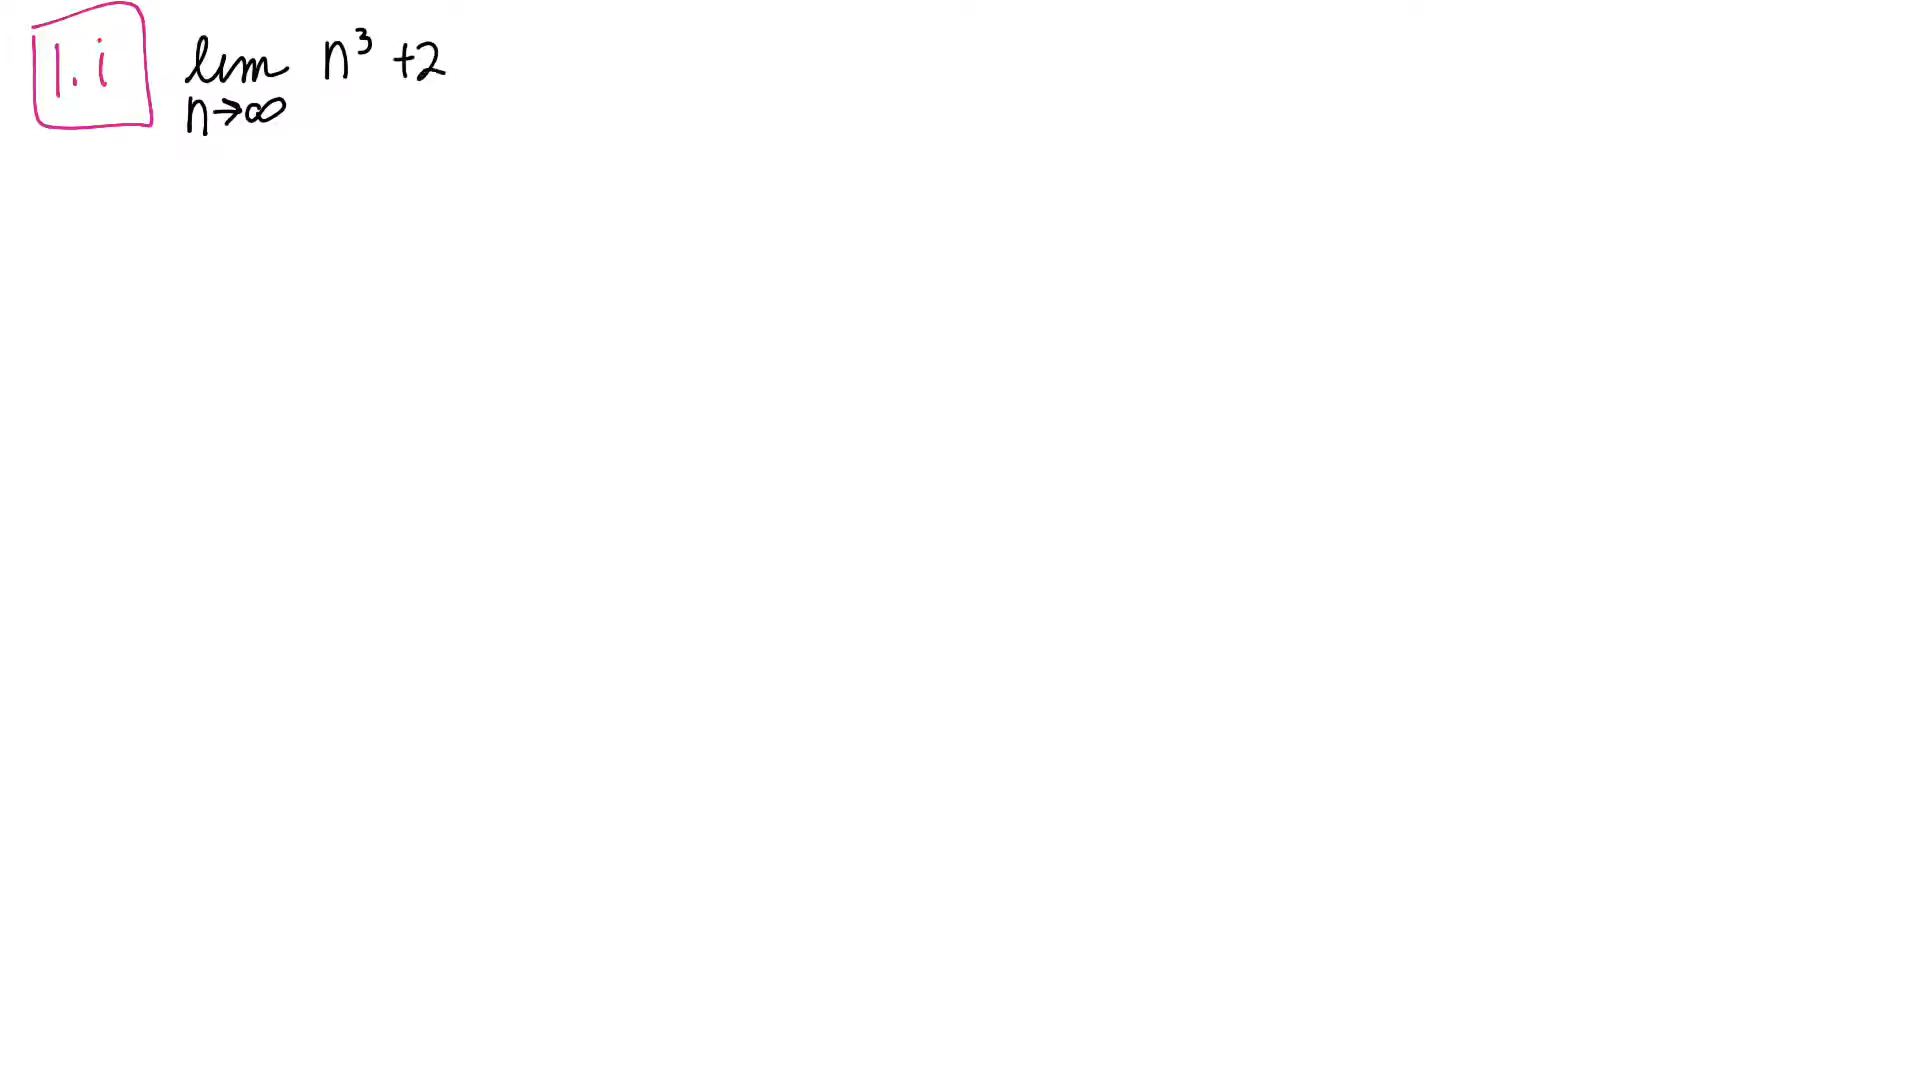 1. i lim n³ +2
n→∞